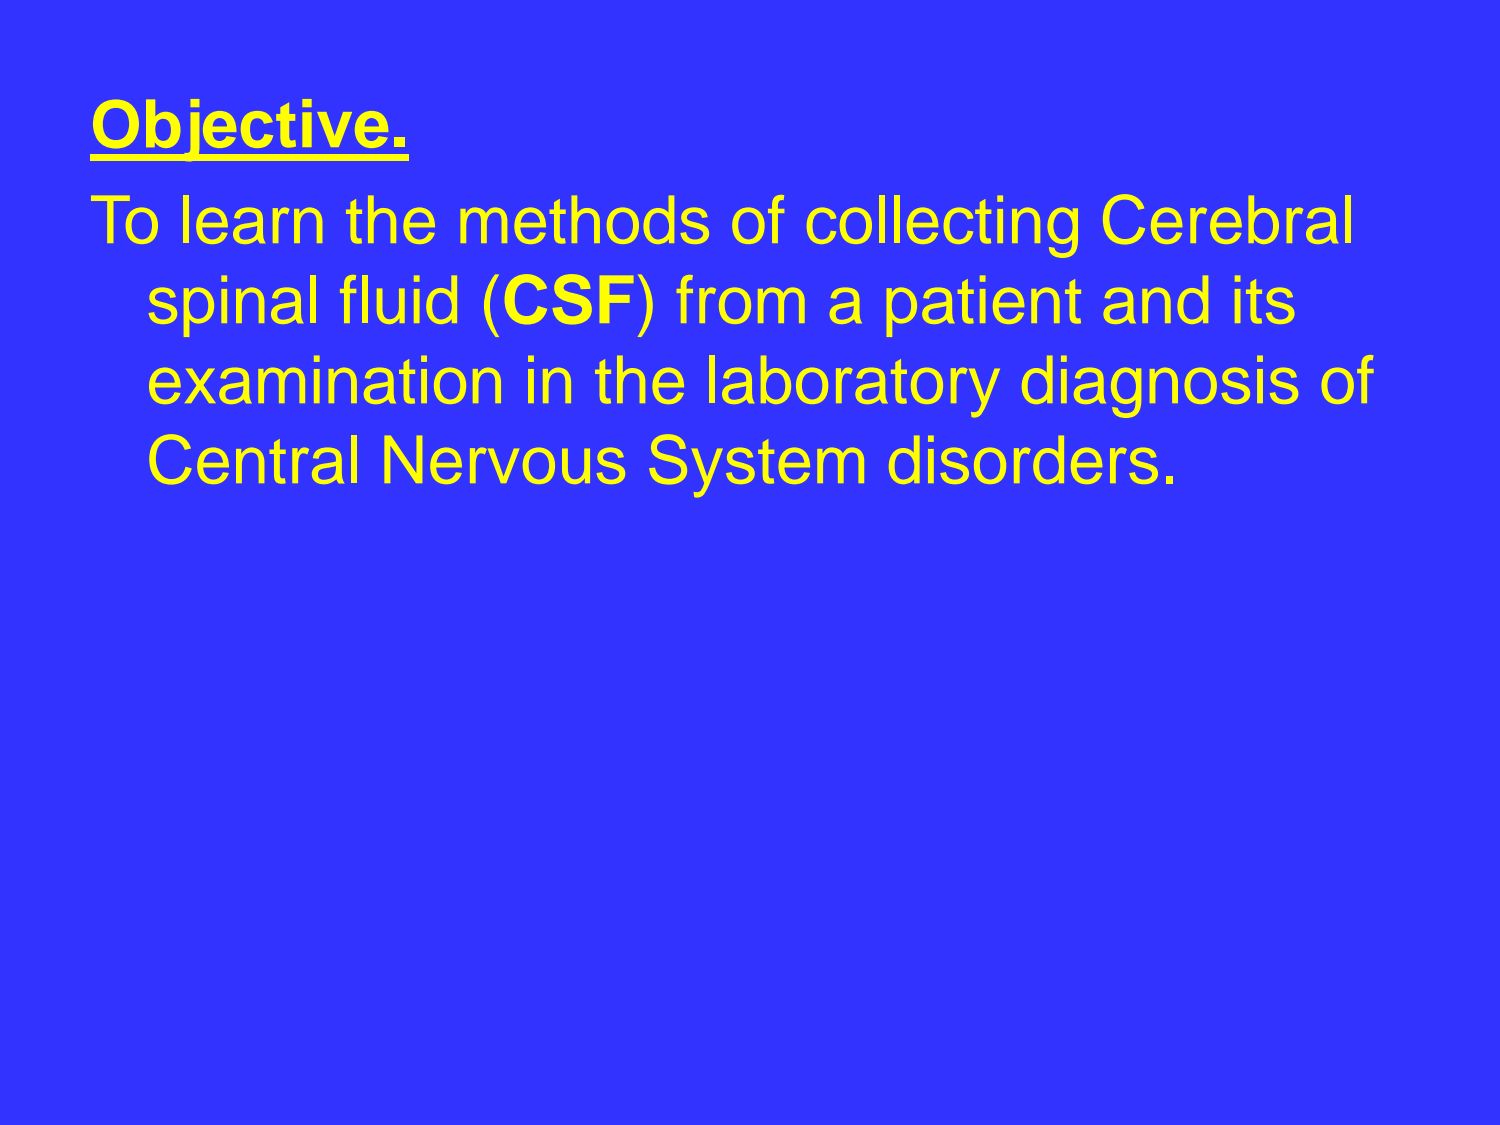 Objective.
To learn the methods of collecting Cerebral
spinal fluid (CSF) from a patient and its
examination in the laboratory diagnosis of
Central Nervous System disorders.